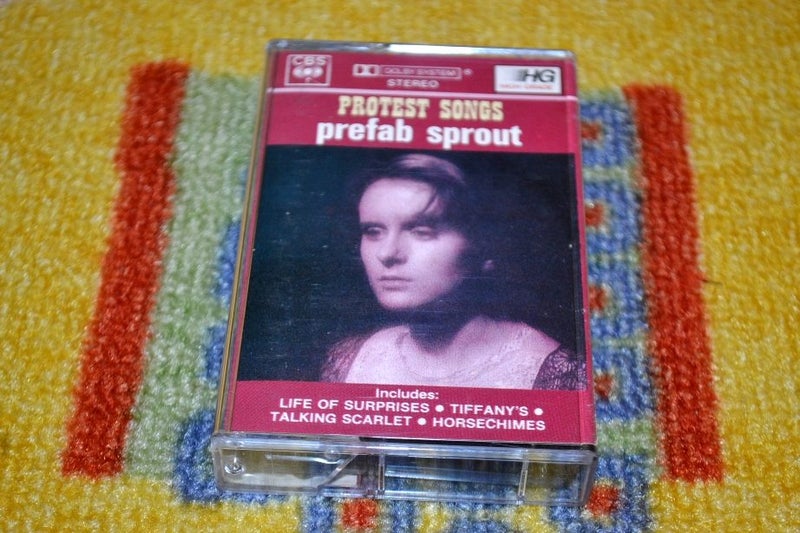 CBS
DOLBY SYSTEM ®
STEREO
HG
HIGH GRADE
PROTEST SONGS
prefab sprout
Includes:
LIFE OF SURPRISES ● TIFFANY'S ●
TALKING SCARLET ● HORSECHIMES